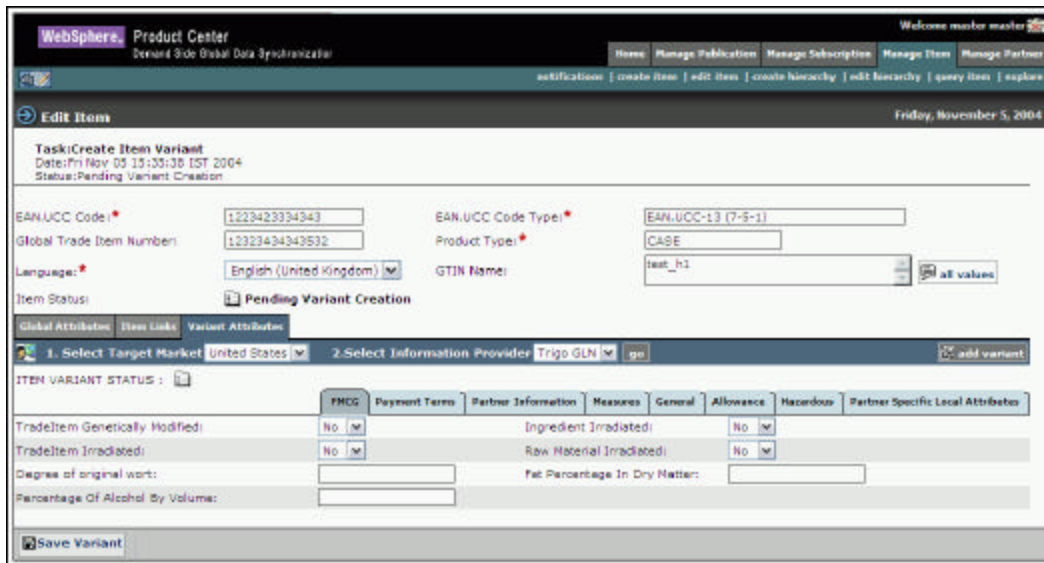 Welcome master master
WebSphere. Product Center
Demand Side Global Data Synchronization
Home Manage Publication Manage Subscription Manage Item Manage Partner
notifications | create item | edit item | create hierarchy | edit hierarchy | query item | explore
Edit Item Friday, November 5, 2004
Task:Create Item Variant
Date:Fri Nov 05 15:35:38 IST 2004
Status:Pending Variant Creation
EAN.UCC Code:* 1223423334343 EAN.UCC Code Type:* EAN.UCC-13 (7-5-1)
Global Trade Item Number: 12323434343532 Product Type:* CASE
Language:* English (United Kingdom) GTIN Name: test_h1 all values
Item Status: Pending Variant Creation
Global Attributes Item Links Variant Attributes
1. Select Target Market United States 2.Select Information Provider Trigo GLN go add variant
ITEM VARIANT STATUS :
FMCG Payment Terms Partner Information Measures General Allowance Hazardous Partner Specific Local Attributes
TradeItem Genetically Modified: No Ingredient Irradiated: No
TradeItem Irradiated: No Raw Material Irradiated: No
Degree of original wort: Fat Percentage In Dry Matter:
Percentage Of Alcohol By Volume:
Save Variant